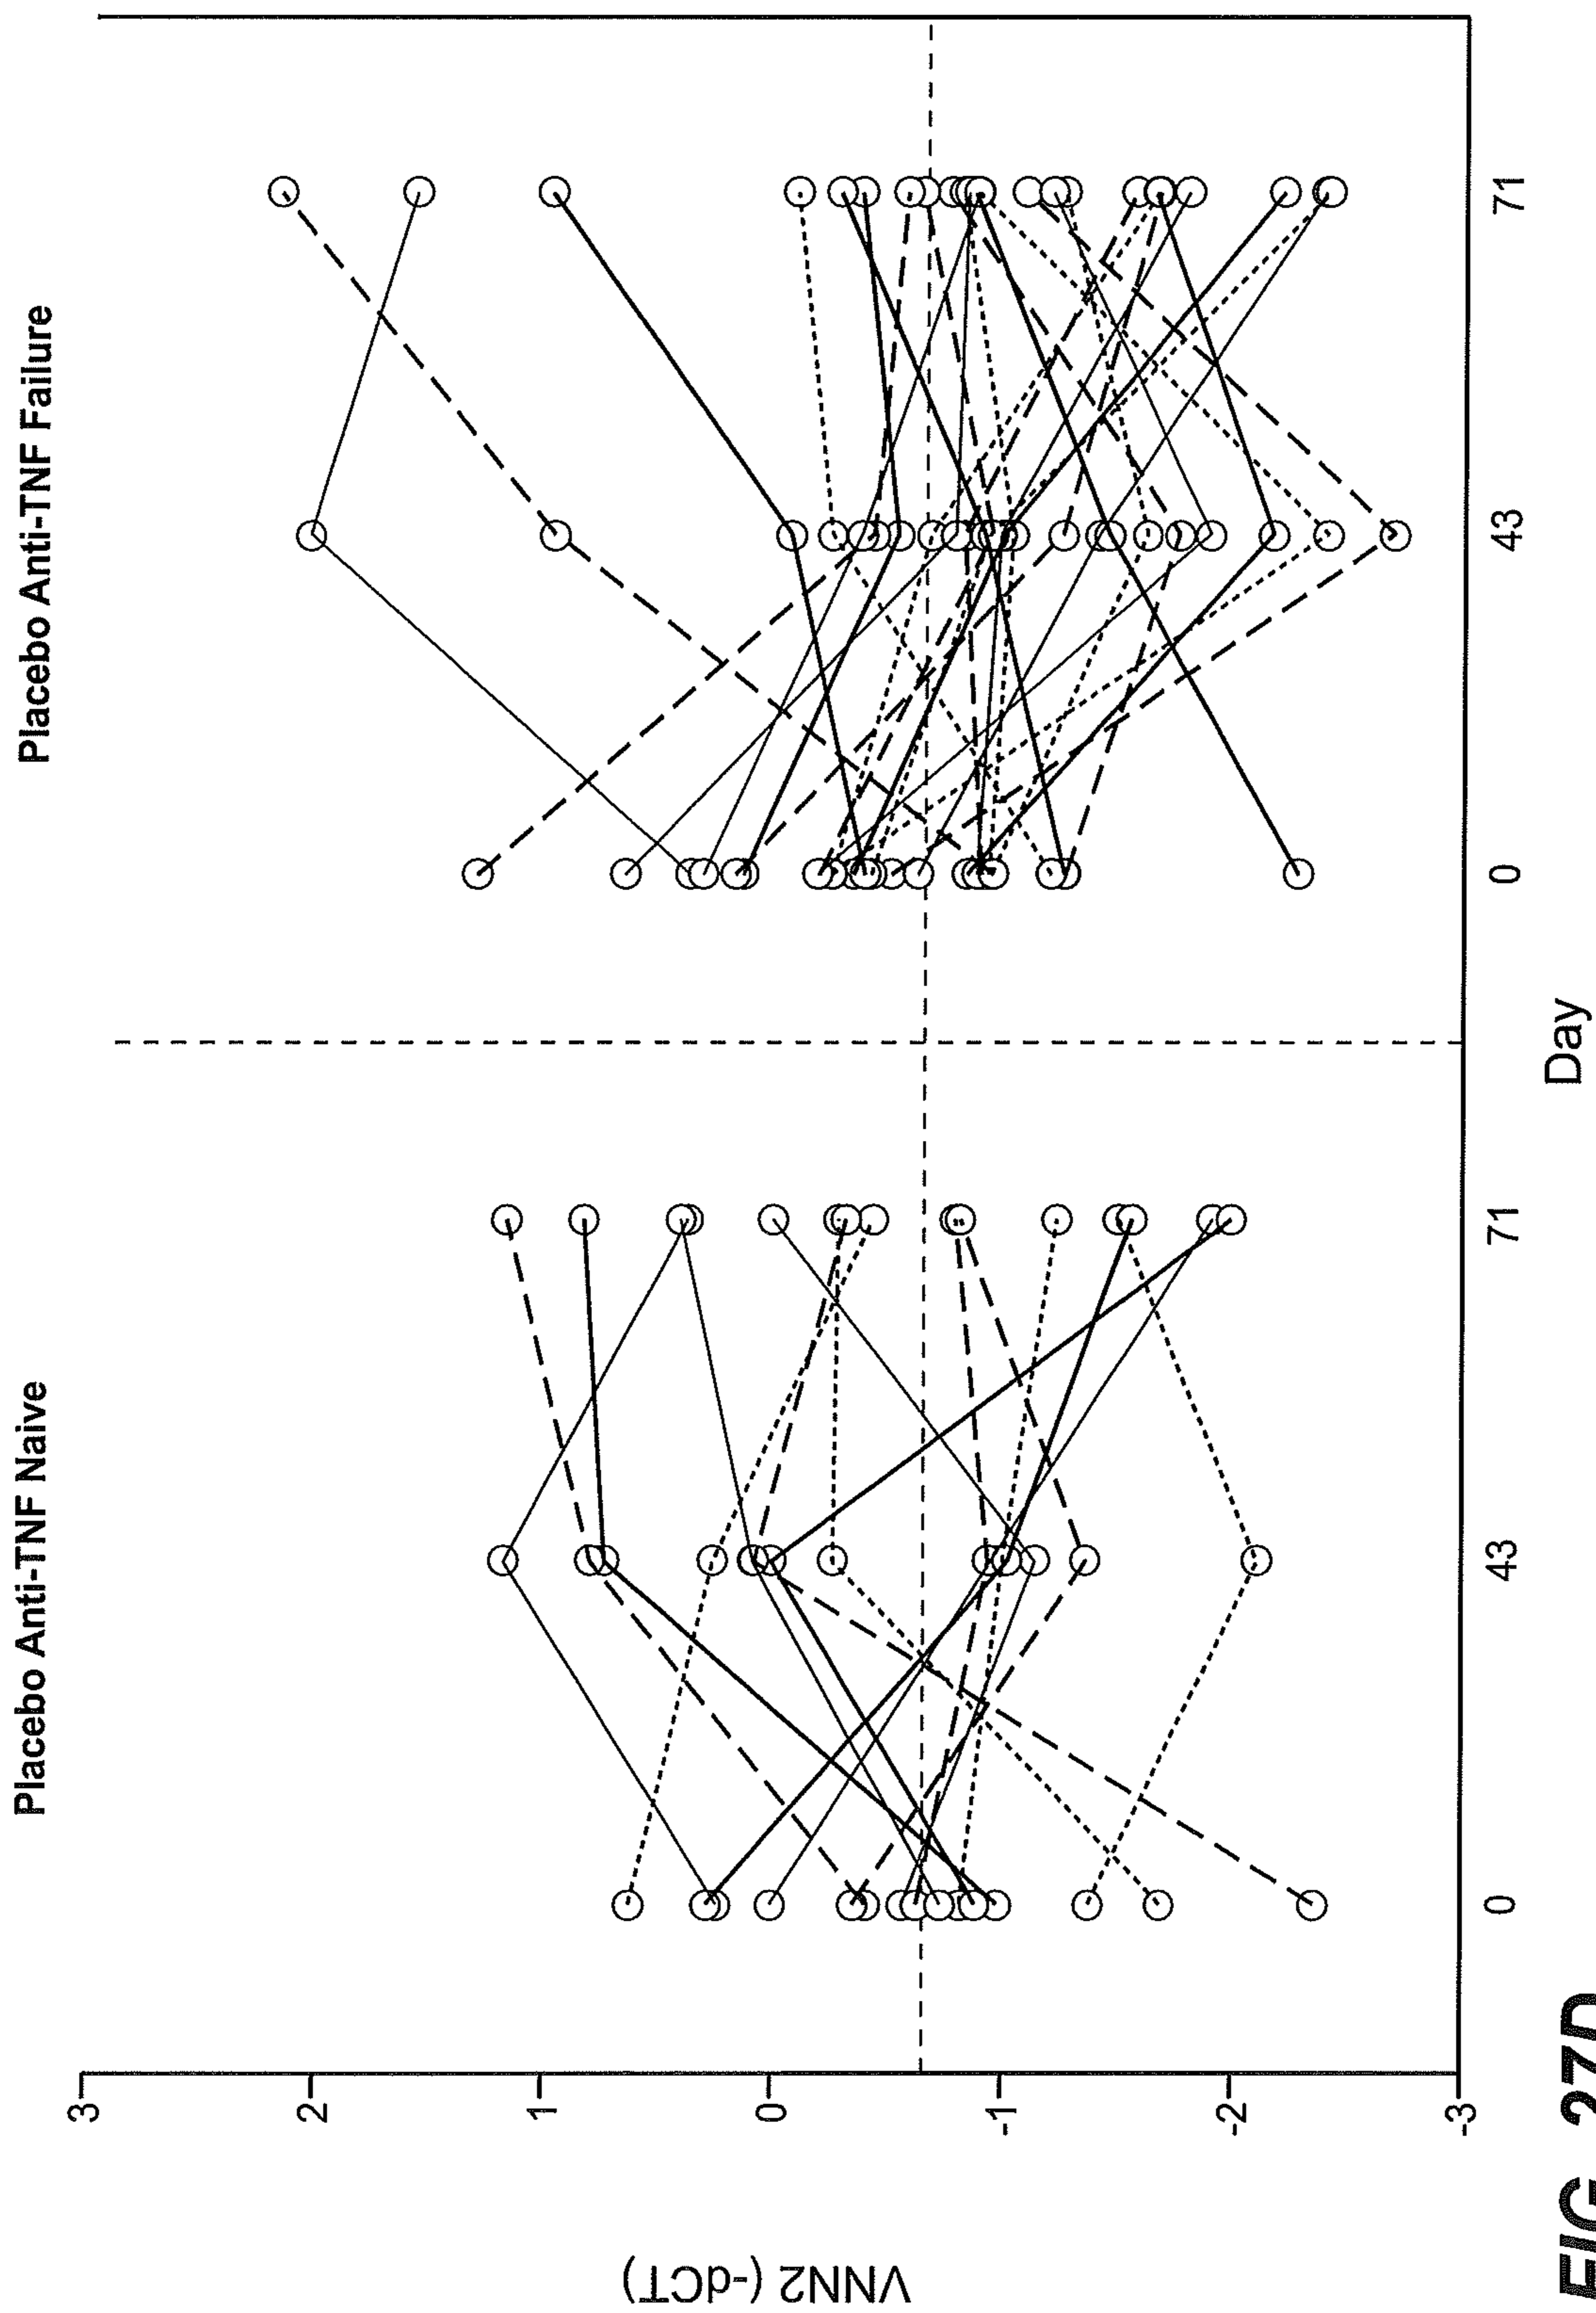 Placebo Anti-TNF Naive
Placebo Anti-TNF Failure
VNN2 (-dCT)
3
2
1
0
-1
-2
-3
0
43
71
0
43
71
Day
FIG. 27D